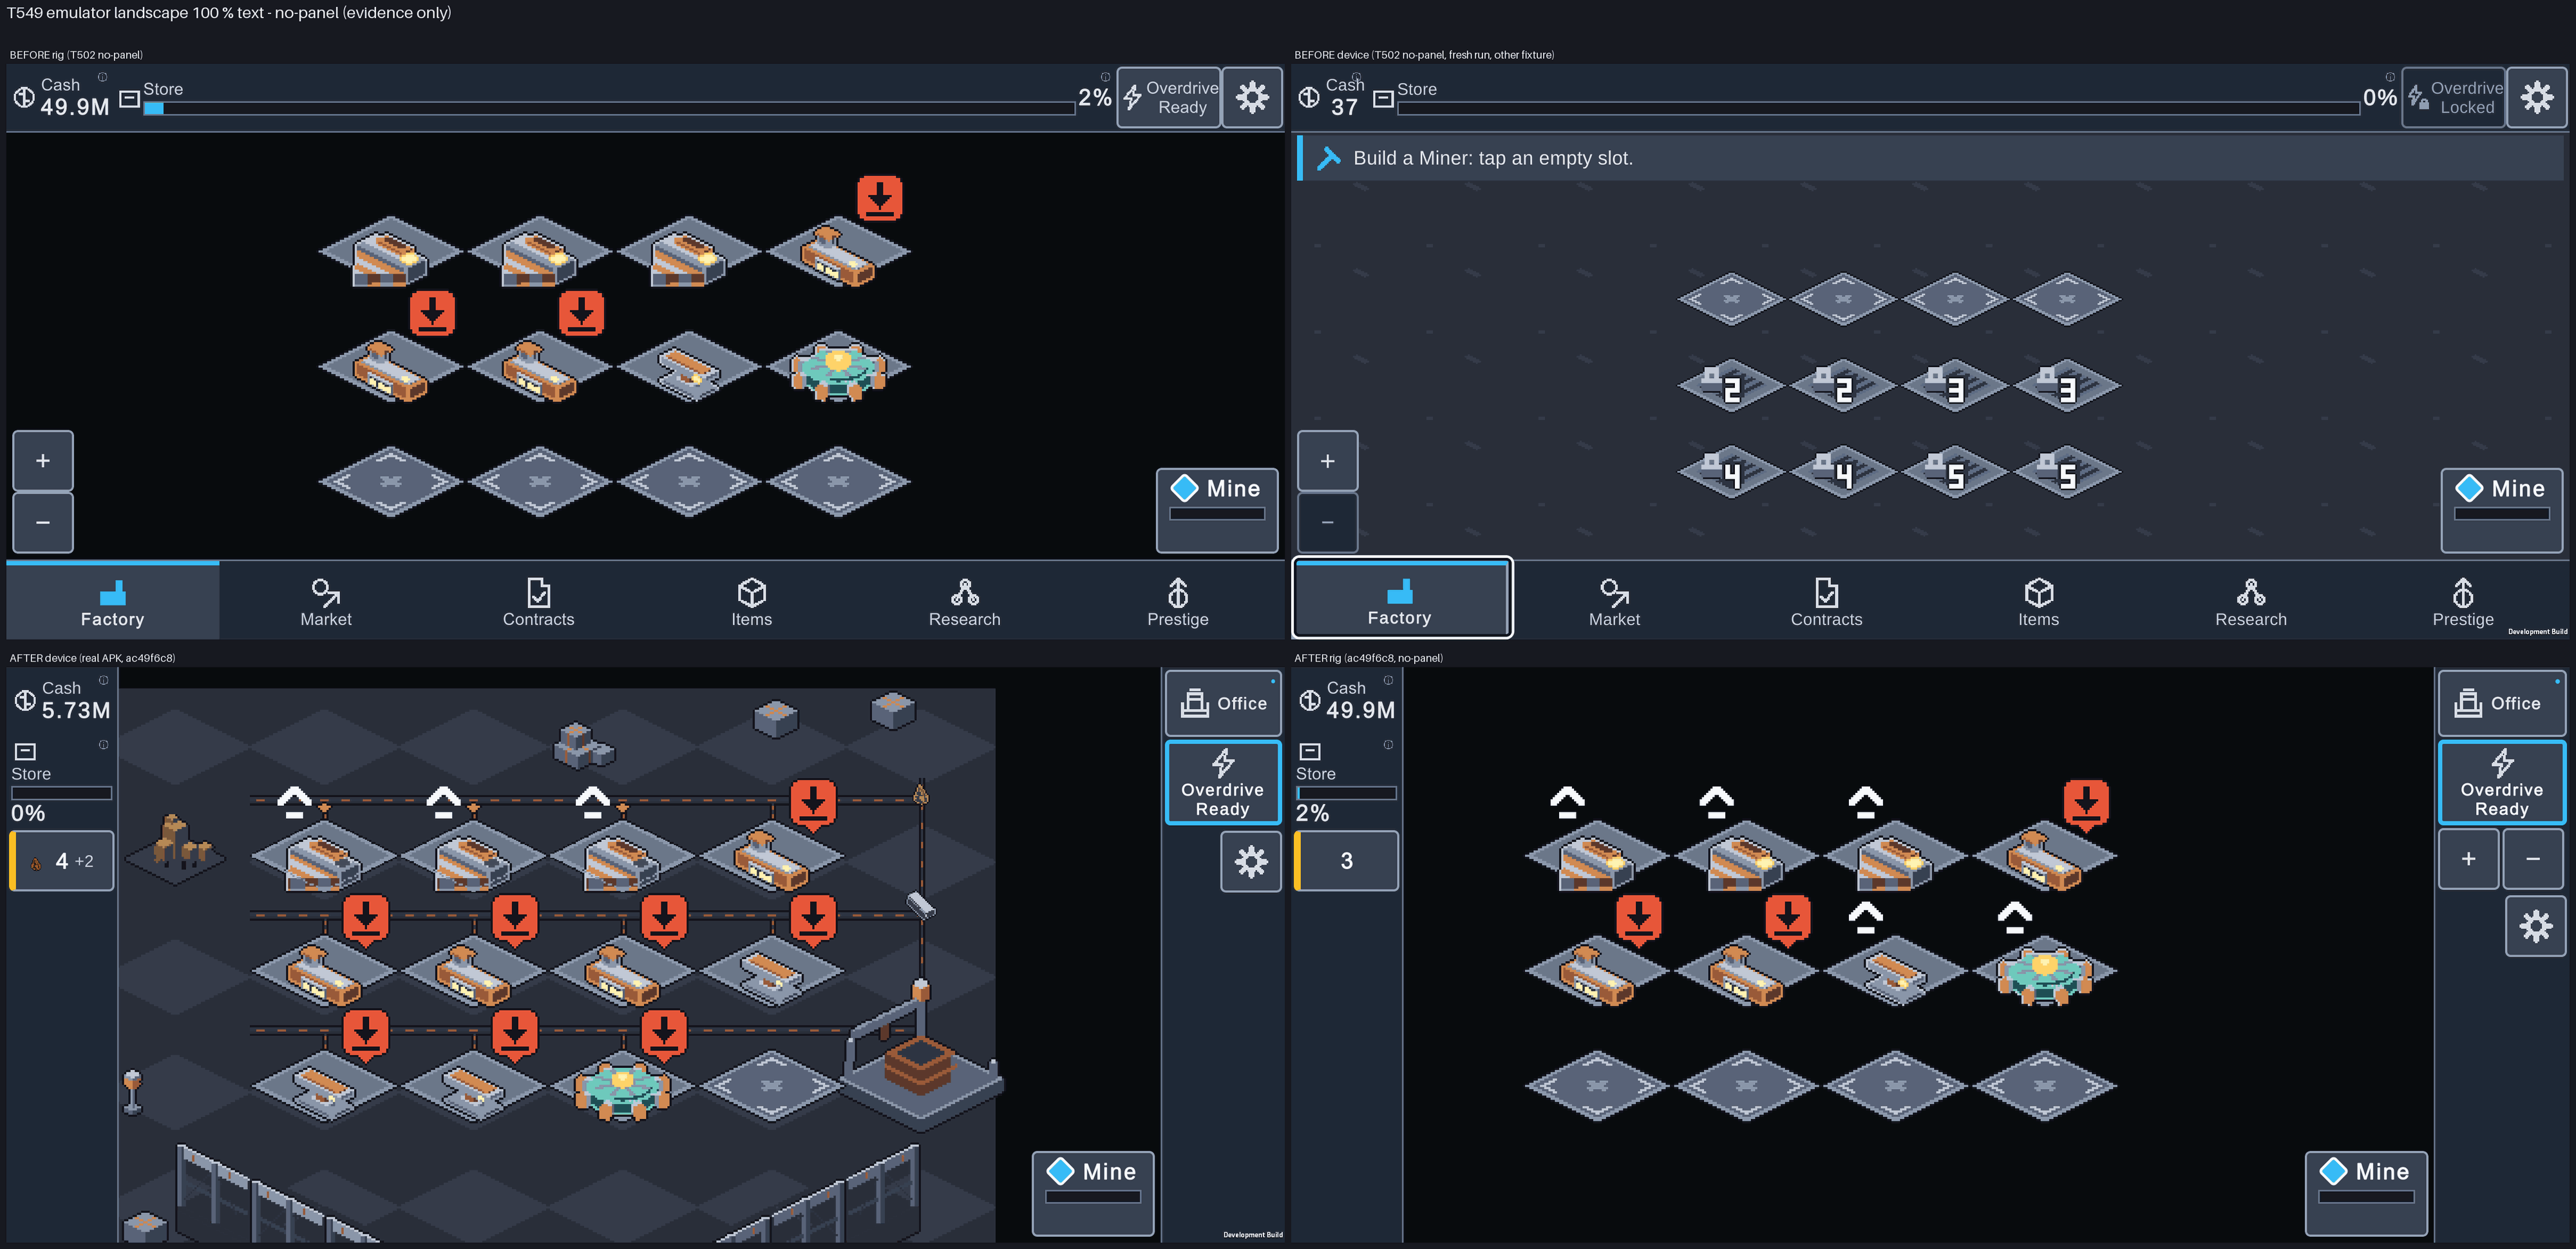 T549 emulator landscape 100 % text - no-panel (evidence only)
BEFORE rig (T502 no-panel)
Cash
49.9M
Store
2%
Overdrive
Ready
+
−
Mine
Factory
Market
Contracts
Items
Research
Prestige
BEFORE device (T502 no-panel, fresh run, other fixture)
Cash
37
Store
0%
Overdrive
Locked
Build a Miner: tap an empty slot.
2
2
3
3
4
4
5
5
+
−
Mine
Factory
Market
Contracts
Items
Research
Prestige
Development Build
AFTER device (real APK, ac49f6c8)
Cash
5.73M
Store
0%
4 +2
Office
Overdrive
Ready
Mine
Development Build
AFTER rig (ac49f6c8, no-panel)
Cash
49.9M
Store
2%
3
Office
Overdrive
Ready
+
−
Mine